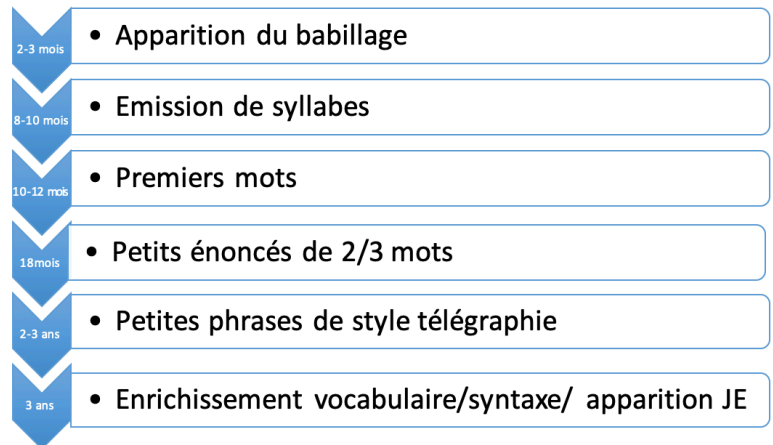 2-3 mois
• Apparition du babillage
8-10 mois
• Emission de syllabes
10-12 mois
• Premiers mots
18mois
• Petits énoncés de 2/3 mots
2-3 ans
• Petites phrases de style télégraphie
3 ans
• Enrichissement vocabulaire/syntaxe/ apparition JE